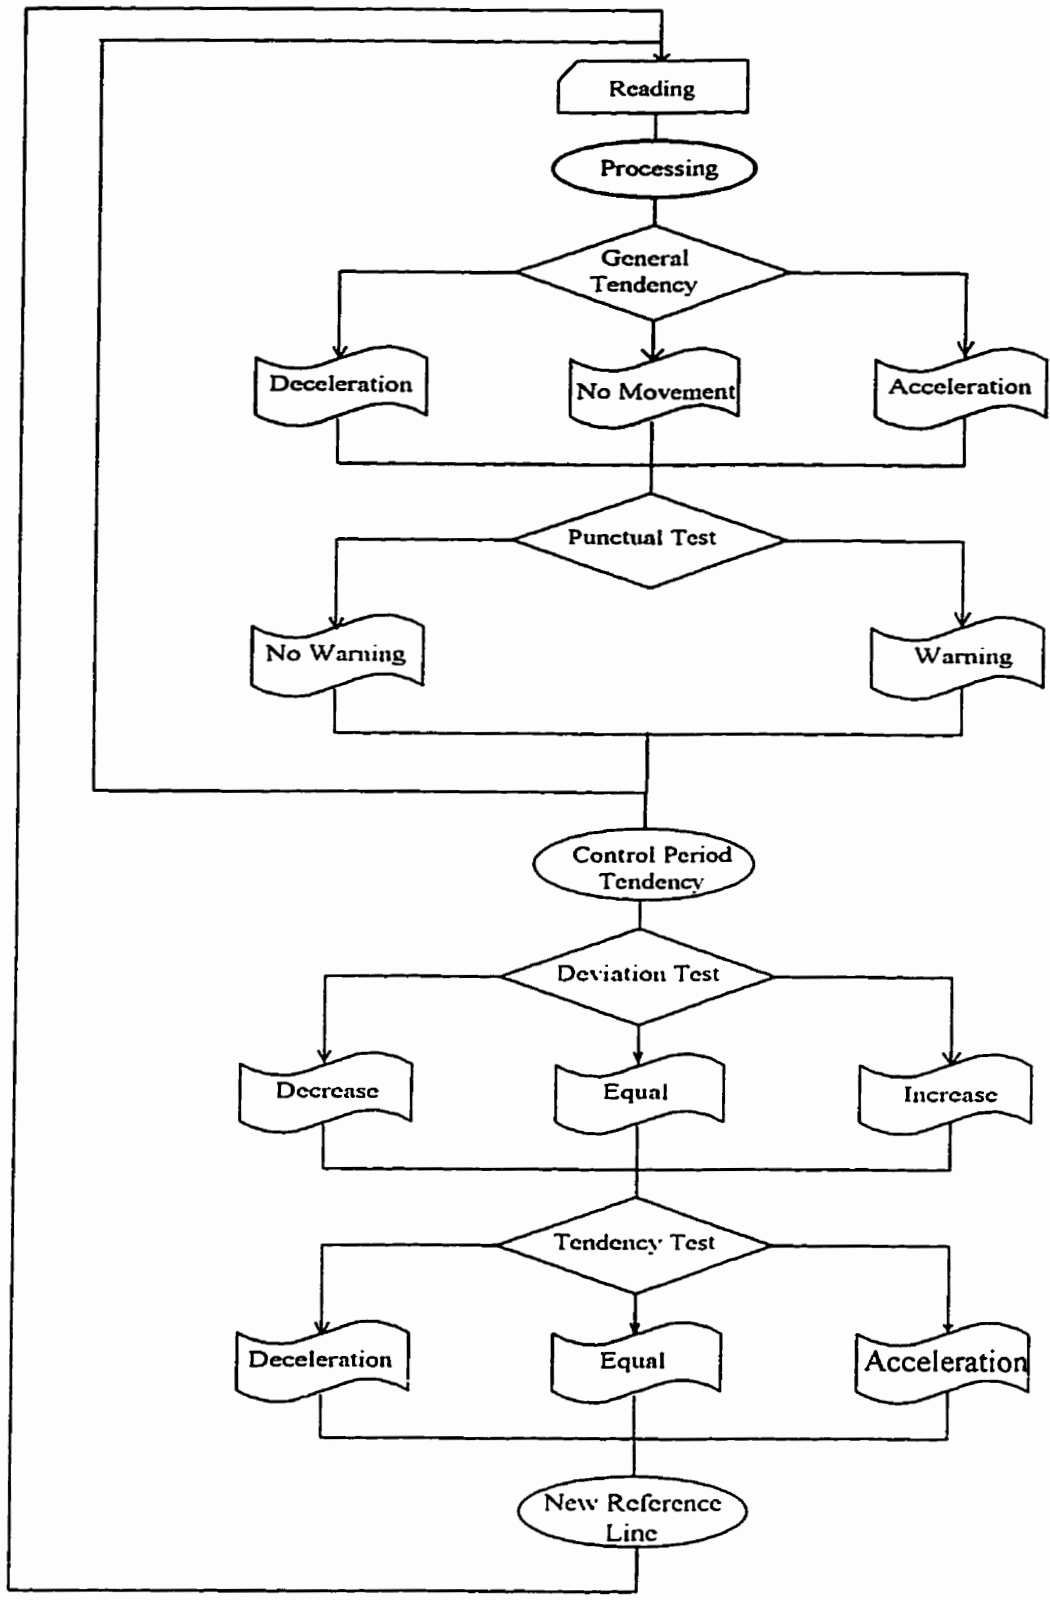 Reading
Processing
General
Tendency
Deceleration
No Movement
Acceleration
Punctual Test
No Warning
Warning
Control Period
Tendency
Deviation Test
Decrease
Equal
Increase
Tendency Test
Deceleration
Equal
Acceleration
New Reference
Line